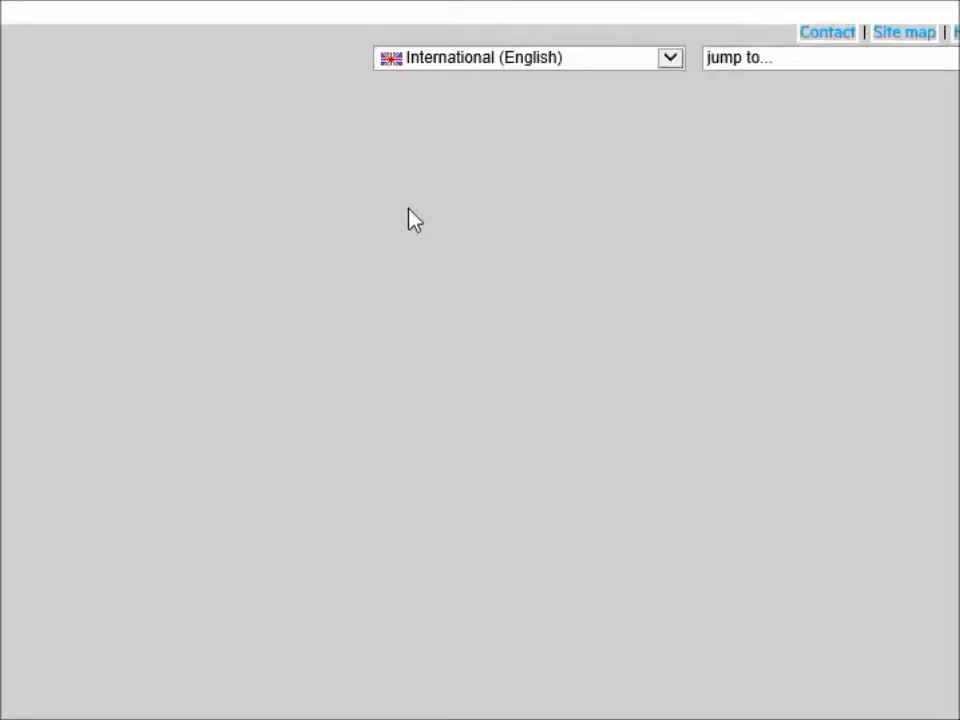 Contact | Site map |
International (English)
jump to...